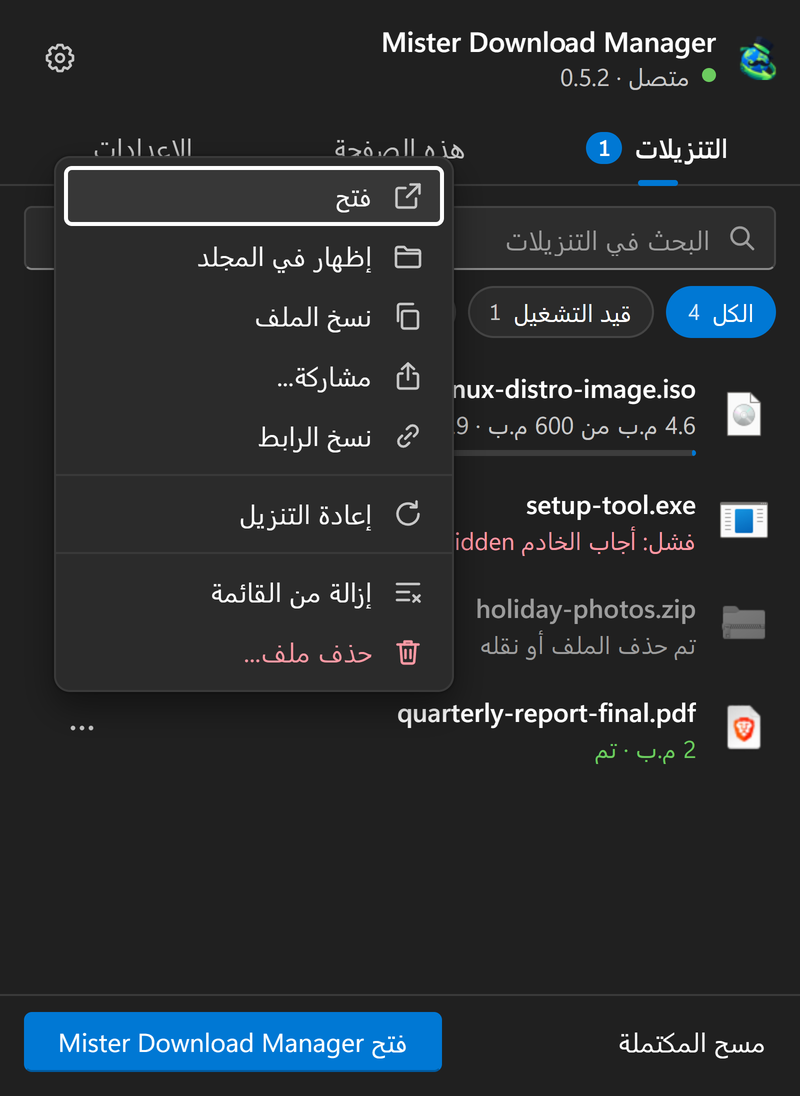 Mister Download Manager
متصل · 0.5.2
التنزيلات 1
هذه الصفحة
الإعدادات
البحث في التنزيلات
الكل 4
قيد التشغيل 1
فتح
إظهار في المجلد
نسخ الملف
مشاركة...
نسخ الرابط
إعادة التنزيل
إزالة من القائمة
حذف ملف...
nux-distro-image.iso
4.6 م.ب من 600 م.ب
setup-tool.exe
فشل: أجاب الخادم
holiday-photos.zip
تم حذف الملف أو نقله
quarterly-report-final.pdf
2 م.ب · تم
مسح المكتملة
فتح Mister Download Manager